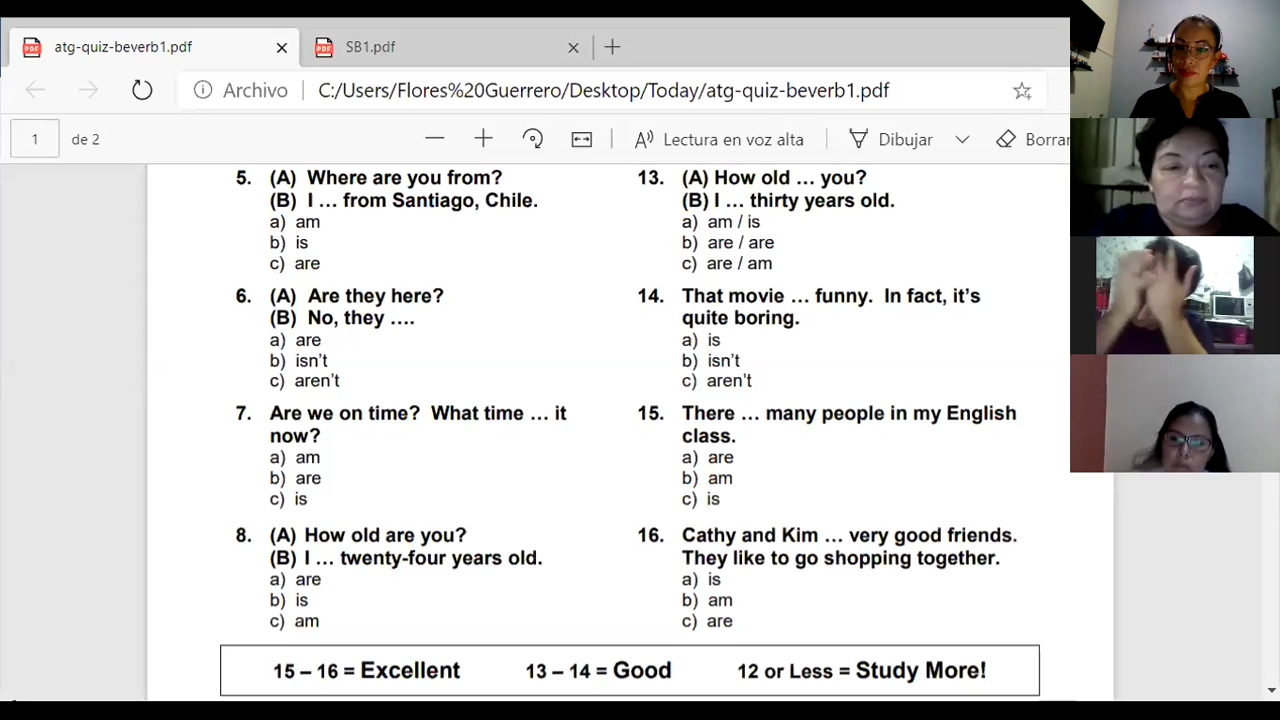 atg-quiz-beverb1.pdf
SB1.pdf
Archivo
C:/Users/Flores%20Guerrero/Desktop/Today/atg-quiz-beverb1.pdf
1
de 2
Lectura en voz alta
Dibujar
Borrar
5. (A) Where are you from?
(B) I … from Santiago, Chile.
a) am
b) is
c) are
6. (A) Are they here?
(B) No, they ….
a) are
b) isn’t
c) aren’t
7. Are we on time? What time … it
now?
a) am
b) are
c) is
8. (A) How old are you?
(B) I … twenty-four years old.
a) are
b) is
c) am
13. (A) How old … you?
(B) I … thirty years old.
a) am / is
b) are / are
c) are / am
14. That movie … funny. In fact, it’s
quite boring.
a) is
b) isn’t
c) aren’t
15. There … many people in my English
class.
a) are
b) am
c) is
16. Cathy and Kim … very good friends.
They like to go shopping together.
a) is
b) am
c) are
15 – 16 = Excellent
13 – 14 = Good
12 or Less = Study More!